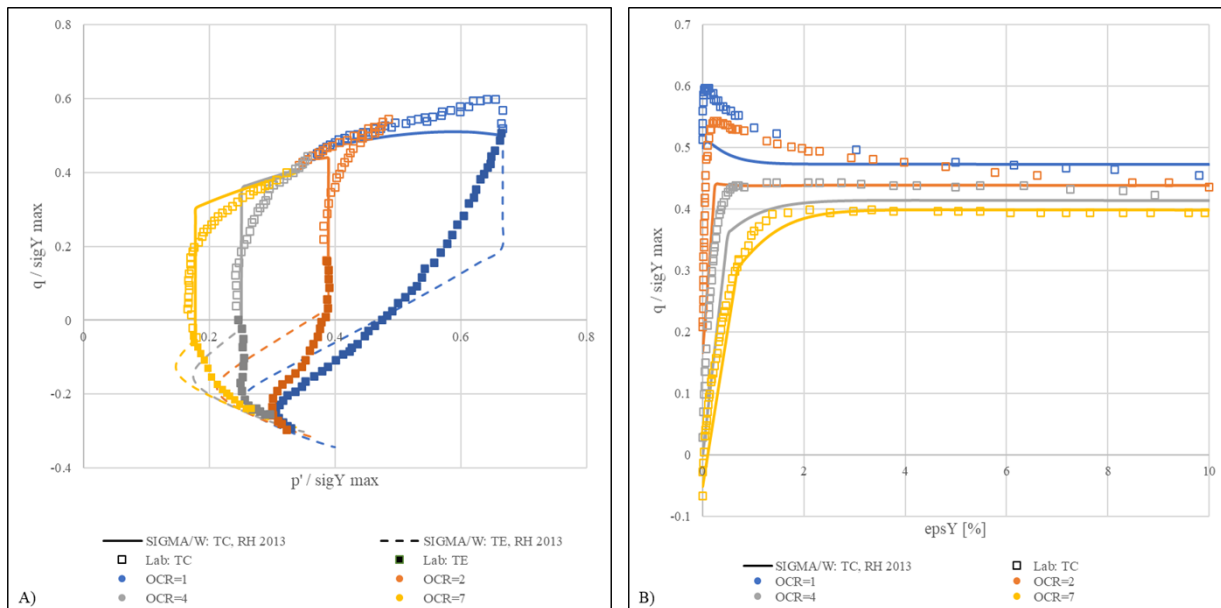 0.8
0.6
0.4
0.2
0
-0.2
-0.4
q / sigY max
0
0.2
0.4
0.6
0.8
p' / sigY max
SIGMA/W: TC, RH 2013
SIGMA/W: TE, RH 2013
Lab: TC
Lab: TE
OCR=1
OCR=2
OCR=4
OCR=7
A)
0.7
0.6
0.5
0.4
0.3
0.2
0.1
0
-0.1
q / sigY max
0
2
4
6
8
10
epsY [%]
SIGMA/W: TC, RH 2013
Lab: TC
OCR=1
OCR=2
OCR=4
OCR=7
B)